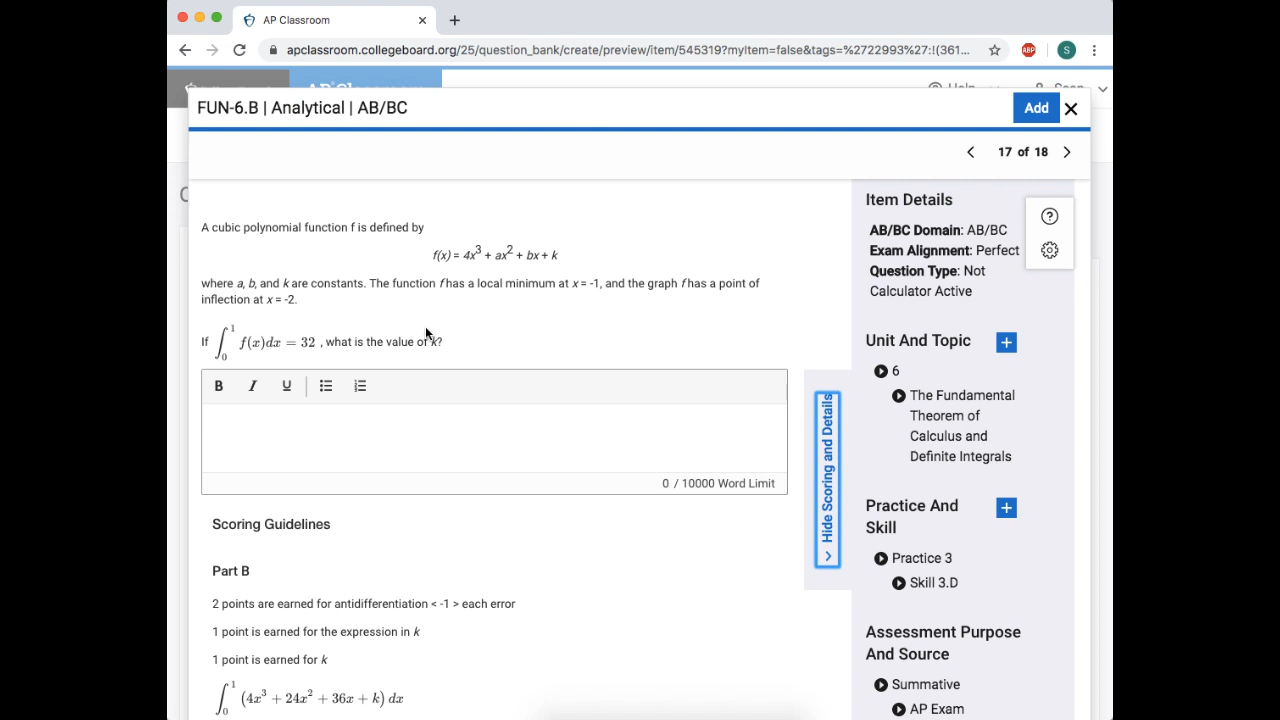 AP Classroom
apclassroom.collegeboard.org/25/question_bank/create/preview/item/545319?myItem=false&tags=%2722993%27:!(361...
ABP
S
FUN-6.B | Analytical | AB/BC
Add
17 of 18
A cubic polynomial function f is defined by
f(x) = 4x³ + ax² + bx + k
where a, b, and k are constants. The function f has a local minimum at x = -1, and the graph f has a point of
inflection at x = -2.
If ∫₀¹ f(x)dx = 32 , what is the value of k?
B I U
0 / 10000 Word Limit
Scoring Guidelines
Part B
2 points are earned for antidifferentiation < -1 > each error
1 point is earned for the expression in k
1 point is earned for k
∫₀¹ (4x³ + 24x² + 36x + k) dx
Hide Scoring and Details
Item Details
AB/BC Domain: AB/BC
Exam Alignment: Perfect
Question Type: Not
Calculator Active
Unit And Topic
6
The Fundamental
Theorem of
Calculus and
Definite Integrals
Practice And
Skill
Practice 3
Skill 3.D
Assessment Purpose
And Source
Summative
AP Exam